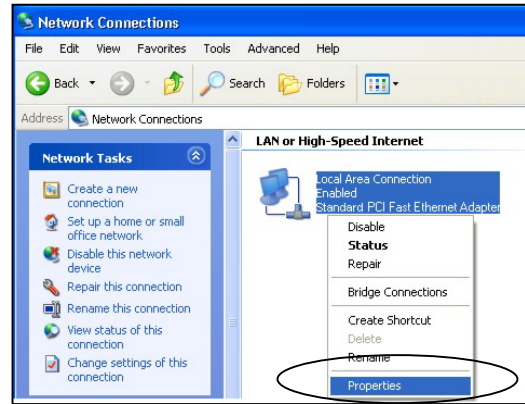 Network Connections
File Edit View Favorites Tools Advanced Help
Back Search Folders
Address Network Connections
Network Tasks
Create a new
connection
Set up a home or small
office network
Disable this network
device
Repair this connection
Rename this connection
View status of this
connection
Change settings of this
connection
LAN or High-Speed Internet
Local Area Connection
Enabled
Standard PCI Fast Ethernet Adapter
Disable
Status
Repair
Bridge Connections
Create Shortcut
Delete
Rename
Properties